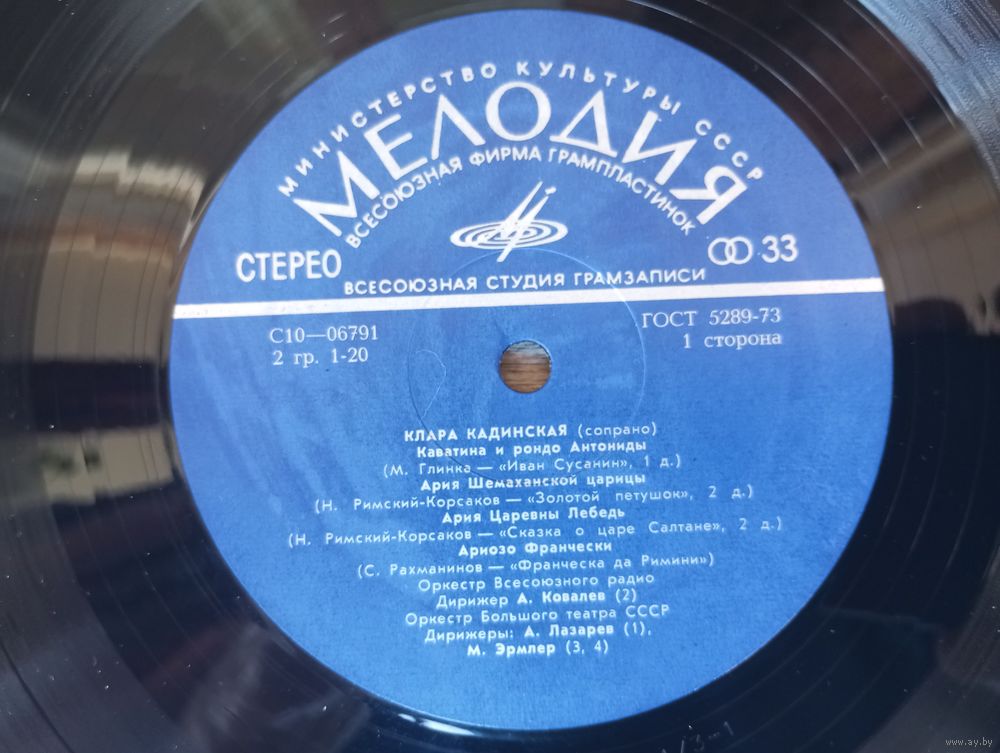 МИНИСТЕРСТВО КУЛЬТУРЫ СССР
МЕЛОДИЯ
ВСЕСОЮЗНАЯ ФИРМА ГРАМПЛАСТИНОК
СТЕРЕО
33
ВСЕСОЮЗНАЯ СТУДИЯ ГРАМЗАПИСИ
С10—06791
ГОСТ 5289-73
2 гр. 1-20
1 сторона
КЛАРА КАДИНСКАЯ (сопрано)
Каватина и рондо Антониды
(М. Глинка — «Иван Сусанин», 1 д.)
Ария Шемаханской царицы
(Н. Римский-Корсаков — «Золотой петушок», 2 д.)
Ария Царевны Лебедь
(Н. Римский-Корсаков — «Сказка о царе Салтане», 2 д.)
Ариозо Франчески
(С. Рахманинов — «Франческа да Римини»)
Оркестр Всесоюзного радио
Дирижер А. Ковалев (2)
Оркестр Большого театра СССР
Дирижеры: А. Лазарев (1),
М. Эрмлер (3, 4)
www.ay.by